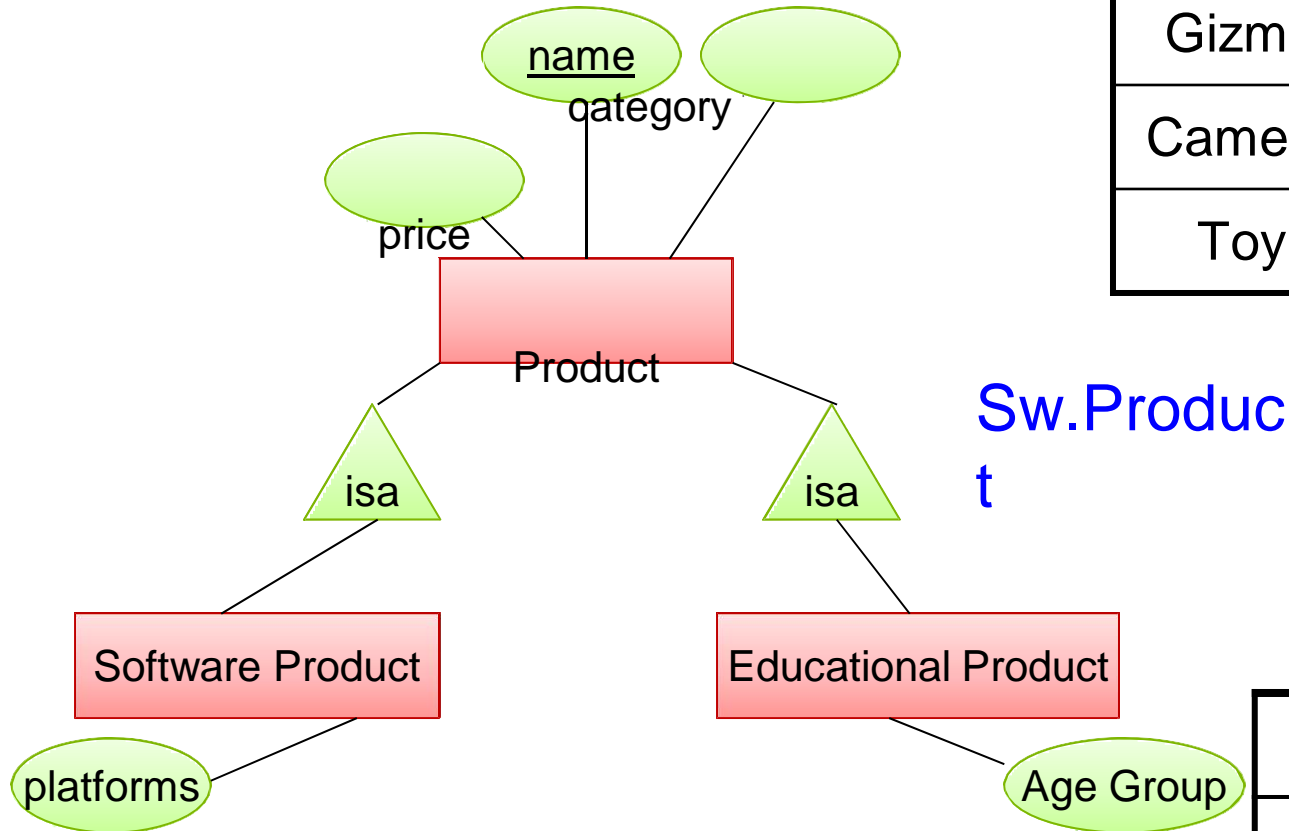 name
category
price
Product
isa
isa
Software Product
Educational Product
platforms
Age Group
Gizm
Came
Toy
Sw.Produc
t